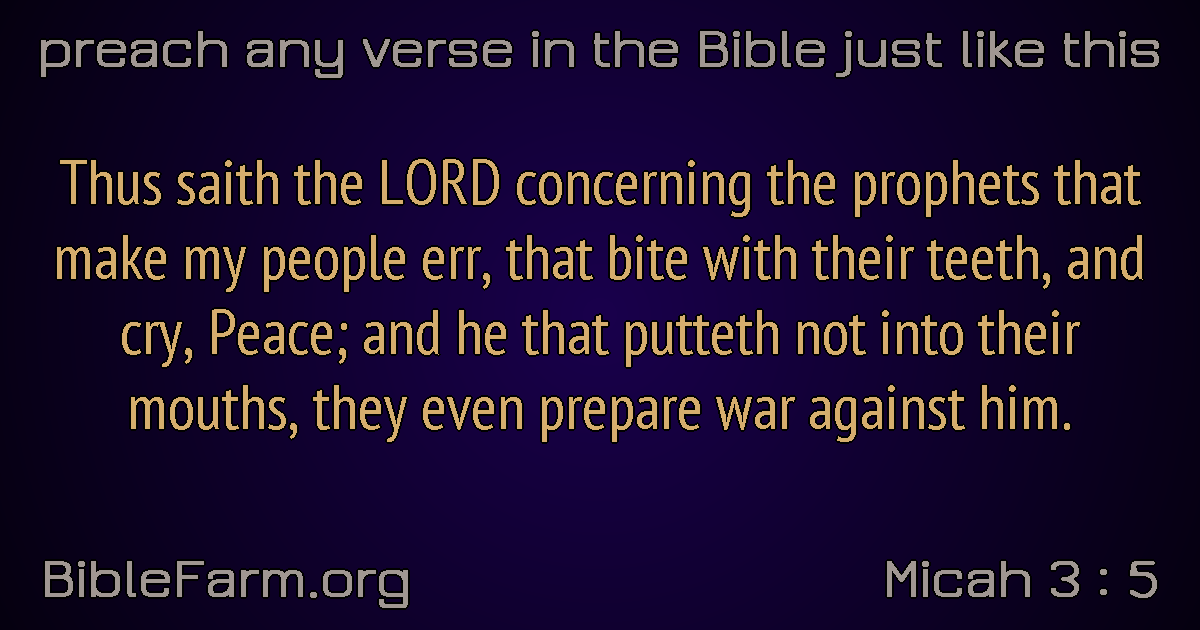 preach any verse in the Bible just like this
Thus saith the LORD concerning the prophets that
make my people err, that bite with their teeth, and
cry, Peace; and he that putteth not into their
mouths, they even prepare war against him.
BibleFarm.org
Micah 3 : 5